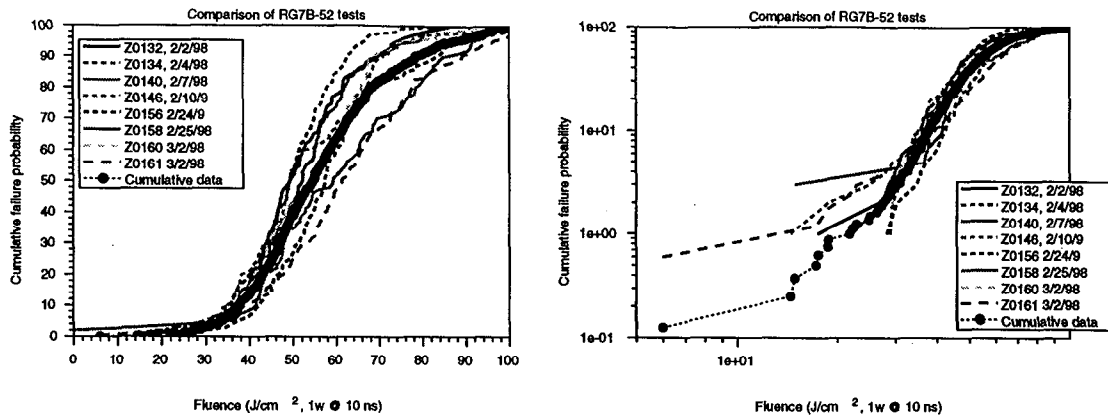 Comparison of RG7B-52 tests
Z0132, 2/2/98
Z0134, 2/4/98
Z0140, 2/7/98
Z0146, 2/10/9
Z0156 2/24/9
Z0158 2/25/98
Z0160 3/2/98
Z0161 3/2/98
Cumulative data
Cumulative failure probability
100
90
80
70
60
50
40
30
20
10
0
0 10 20 30 40 50 60 70 80 90 100
Fluence (J/cm 2, 1w @ 10 ns)
Comparison of RG7B-52 tests
Cumulative failure probability
1e+02
1e+01
1e+00
1e-01
Z0132, 2/2/98
Z0134, 2/4/98
Z0140, 2/7/98
Z0146, 2/10/9
Z0156 2/24/9
Z0158 2/25/98
Z0160 3/2/98
Z0161 3/2/98
Cumulative data
1e+01
Fluence (J/cm 2, 1w @ 10 ns)